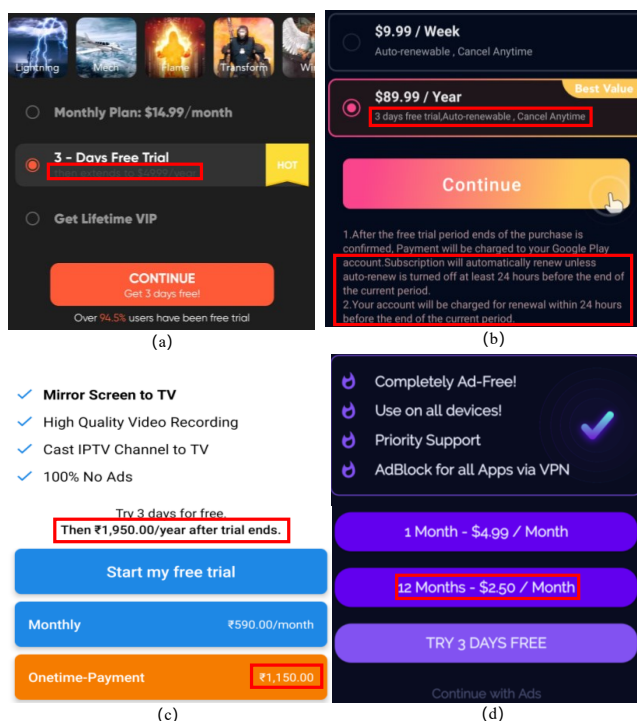 Lightning Mech Flame Transform Wi
Monthly Plan: $14.99/month
3 - Days Free Trial
then extends to $49.99/year
HOT
Get Lifetime VIP
CONTINUE
Get 3 days free!
Over 94.5% users have been free trial
(a)
$9.99 / Week
Auto-renewable , Cancel Anytime
Best Value
$89.99 / Year
3 days free trial,Auto-renewable , Cancel Anytime
Continue
1.After the free trial period ends of the purchase is
confirmed, Payment will be charged to your Google Play
account.Subscription will automatically renew unless
auto-renew is turned off at least 24 hours before the end of
the current period.
2.Your account will be charged for renewal within 24 hours
before the end of the current period.
(b)
Mirror Screen to TV
High Quality Video Recording
Cast IPTV Channel to TV
100% No Ads
Try 3 days for free.
Then ₹1,950.00/year after trial ends.
Start my free trial
Monthly ₹590.00/month
Onetime-Payment ₹1,150.00
(c)
Completely Ad-Free!
Use on all devices!
Priority Support
AdBlock for all Apps via VPN
1 Month - $4.99 / Month
12 Months - $2.50 / Month
TRY 3 DAYS FREE
Continue with Ads
(d)